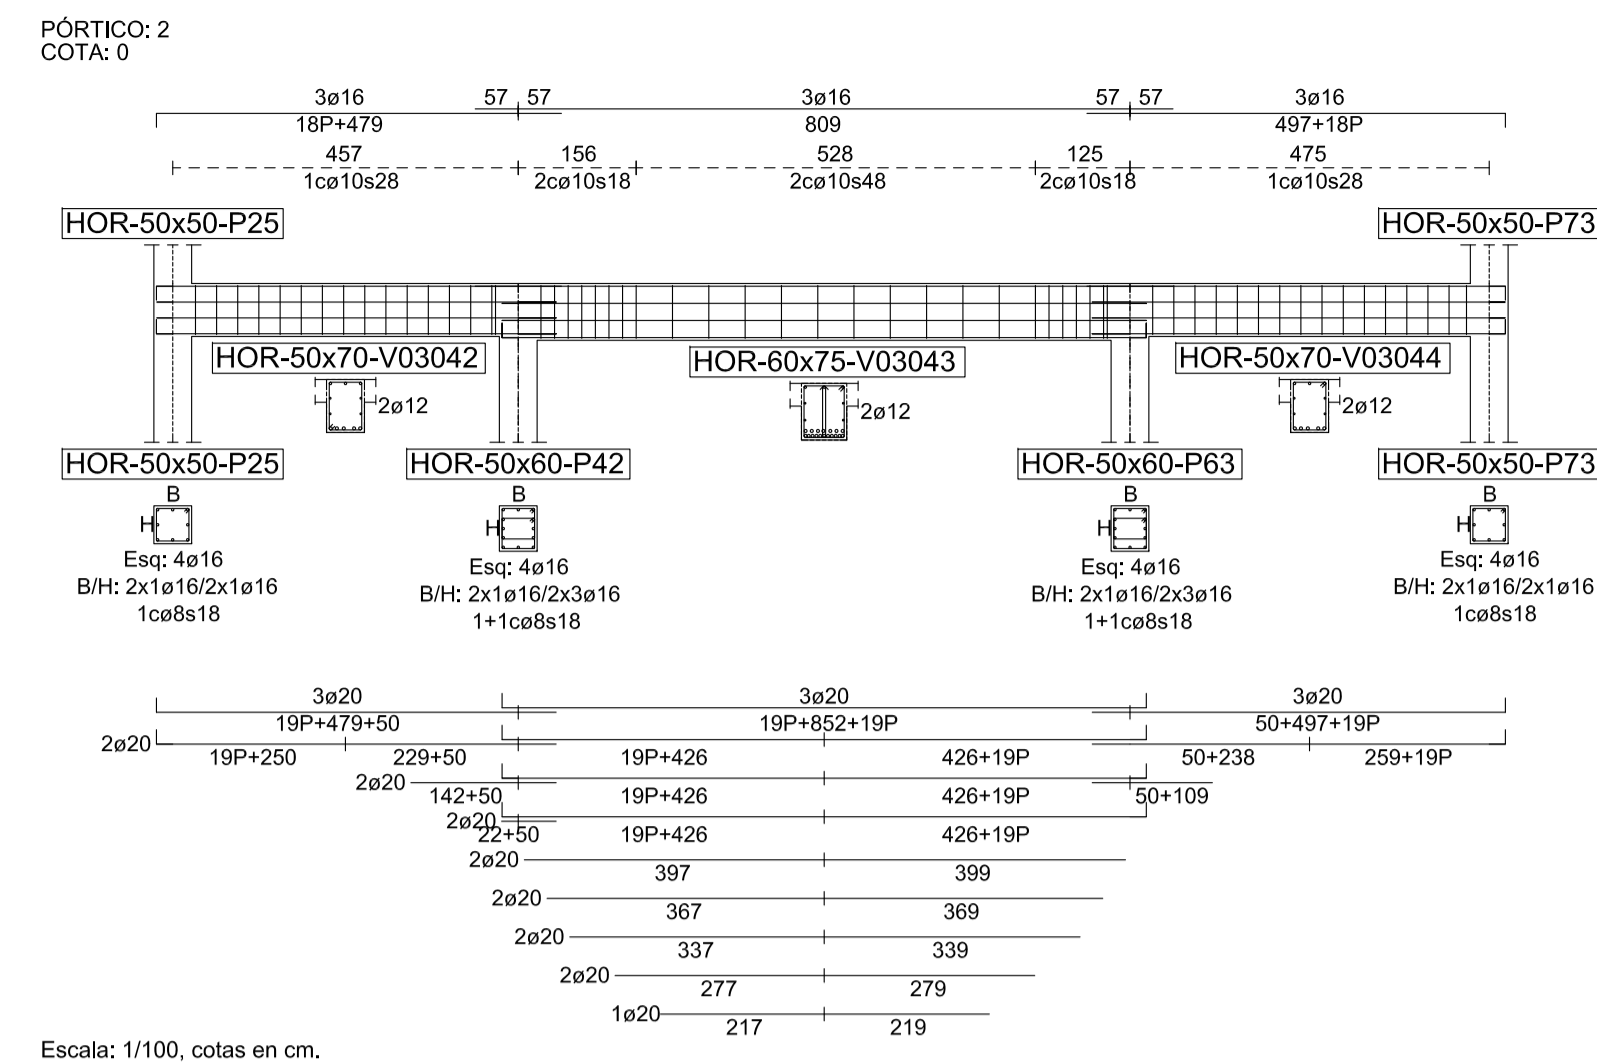 PÓRTICO: 2
COTA: 0
3ø16 57 57 3ø16 57 57 3ø16
18P+479 809 497+18P
457 156 528 125 475
1cø10s28 2cø10s18 2cø10s48 2cø10s18 1cø10s28
HOR-50x50-P25 HOR-50x50-P73
HOR-50x70-V03042 HOR-60x75-V03043 HOR-50x70-V03044
2ø12 2ø12 2ø12
HOR-50x50-P25 HOR-50x60-P42 HOR-50x60-P63 HOR-50x50-P73
B B B B
H H H H
Esq: 4ø16 Esq: 4ø16 Esq: 4ø16 Esq: 4ø16
B/H: 2x1ø16/2x1ø16 B/H: 2x1ø16/2x3ø16 B/H: 2x1ø16/2x3ø16 B/H: 2x1ø16/2x1ø16
1cø8s18 1+1cø8s18 1+1cø8s18 1cø8s18
3ø20 3ø20 3ø20
19P+479+50 19P+852+19P 50+497+19P
2ø20
19P+250 229+50 19P+426 426+19P 50+238 259+19P
2ø20
142+50 19P+426 426+19P 50+109
2ø20
22+50 19P+426 426+19P
2ø20
397 399
2ø20
367 369
2ø20
337 339
2ø20
277 279
1ø20
217 219
Escala: 1/100, cotas en cm.